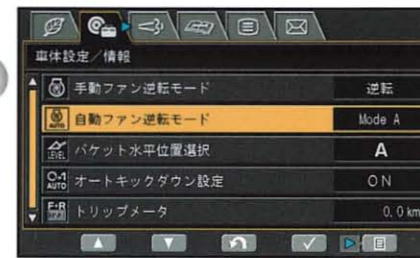 車体設定／情報
手動ファン逆転モード 逆転
AUTO 自動ファン逆転モード Mode A
LEVEL バケット水平位置選択 A
AUTO オートキックダウン設定 ON
F-R トリップメータ 0.0 km